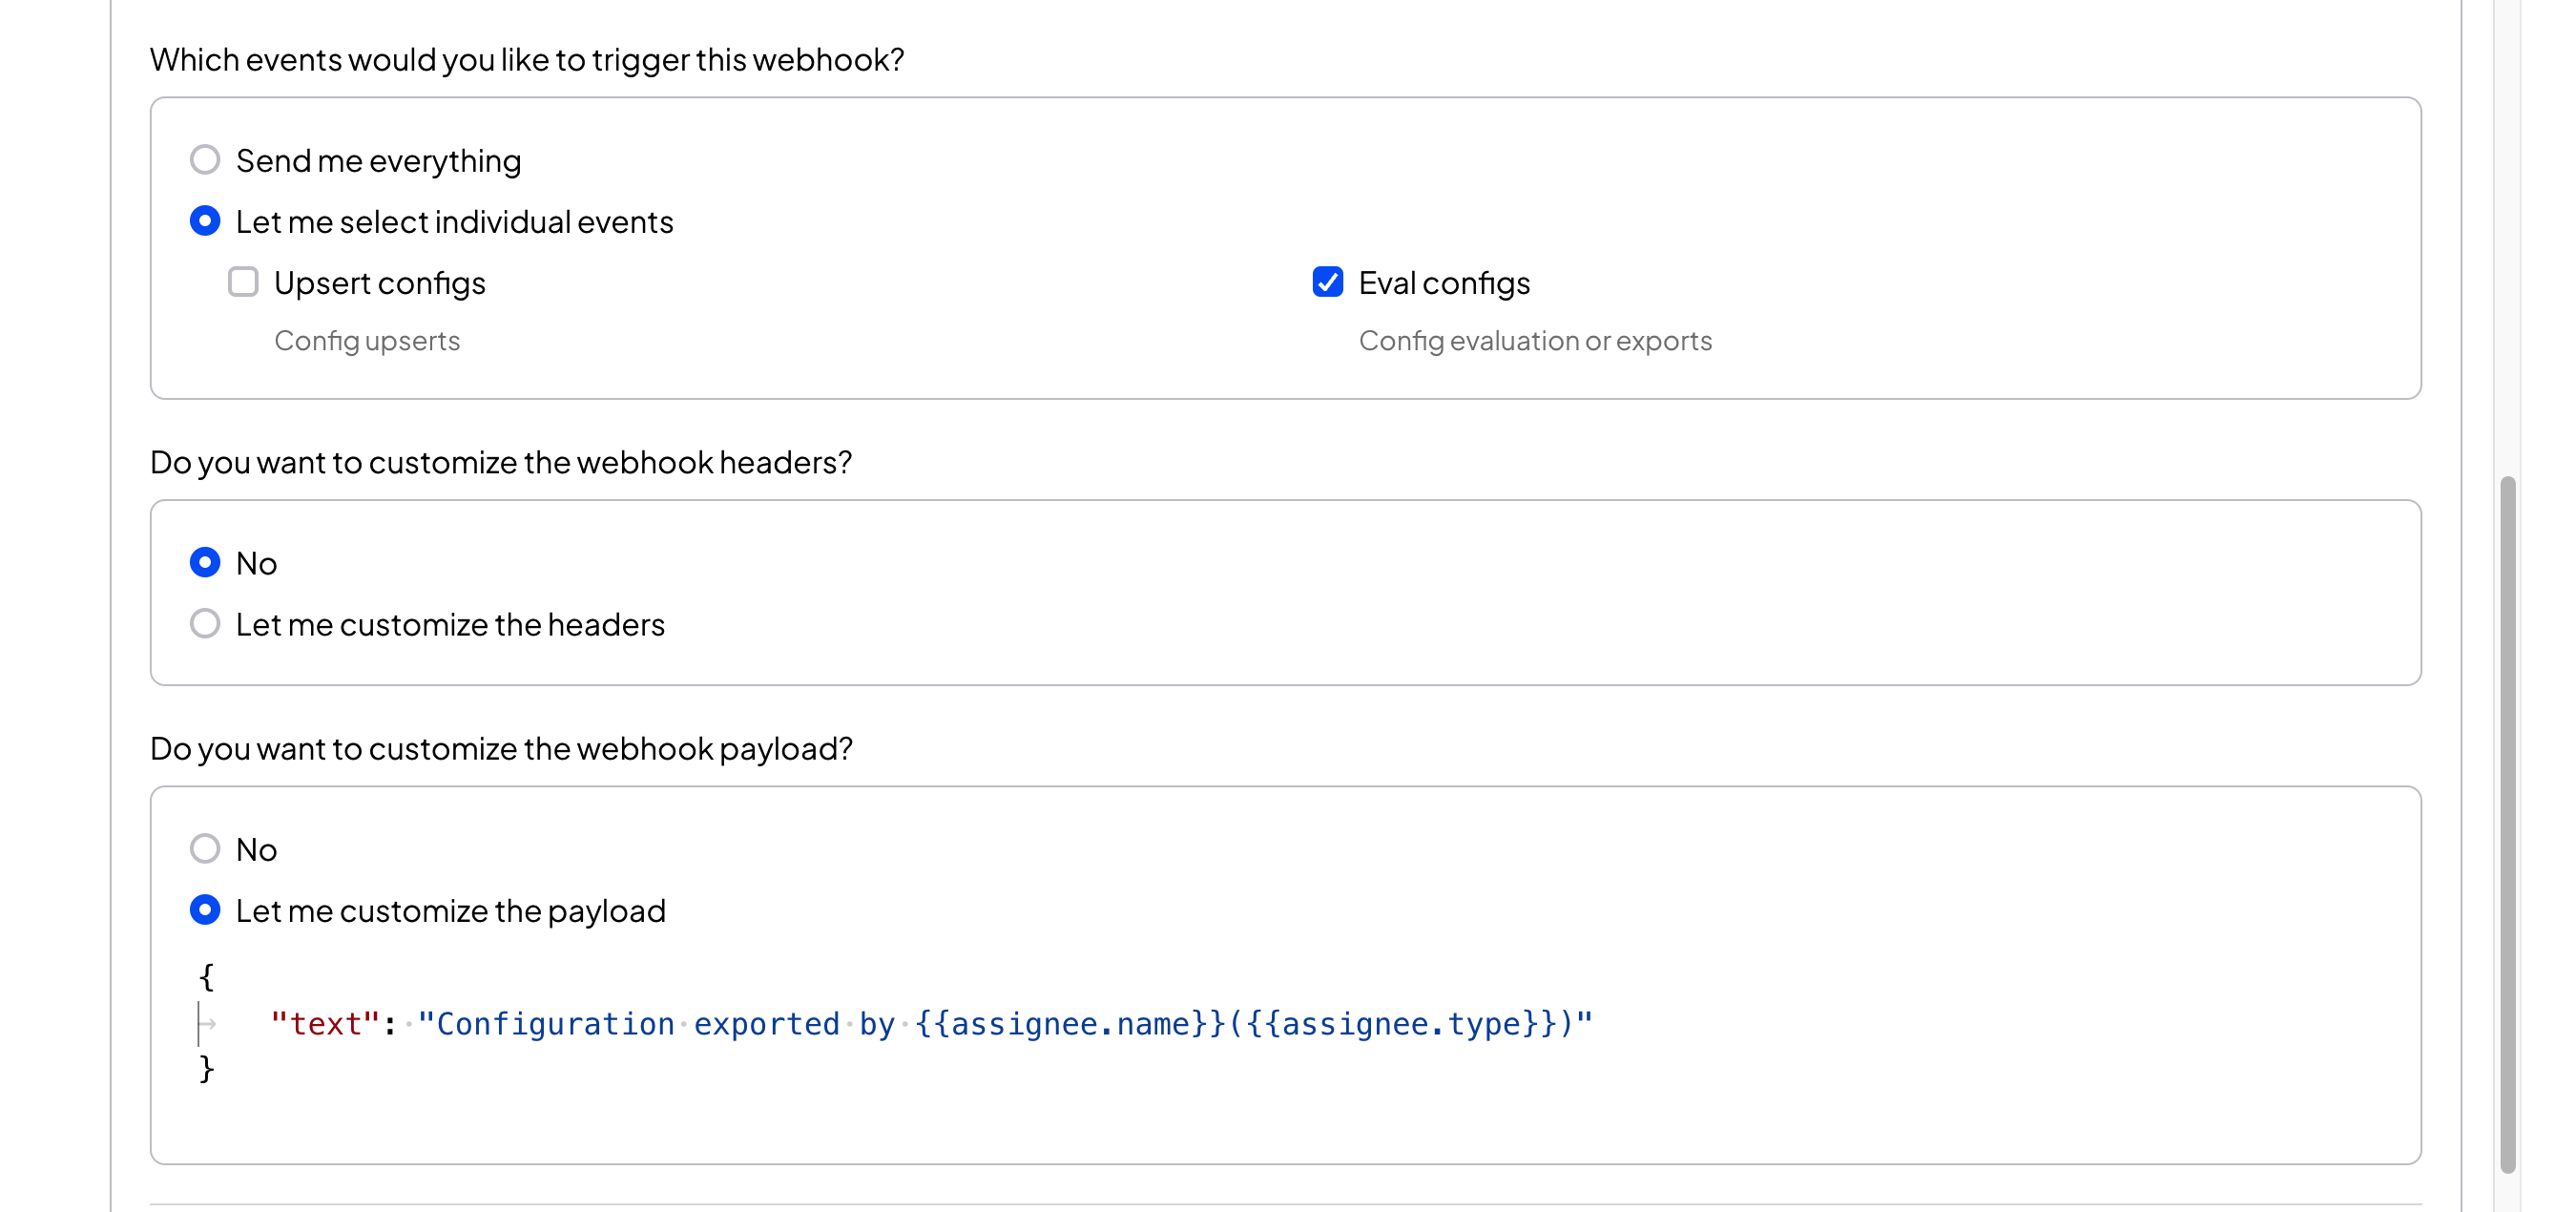 Which events would you like to trigger this webhook?
Send me everything
Let me select individual events
Upsert configs
Eval configs
Config upserts
Config evaluation or exports
Do you want to customize the webhook headers?
No
Let me customize the headers
Do you want to customize the webhook payload?
No
Let me customize the payload
{
"text": "Configuration exported by {{assignee.name}}({{assignee.type}})"
}